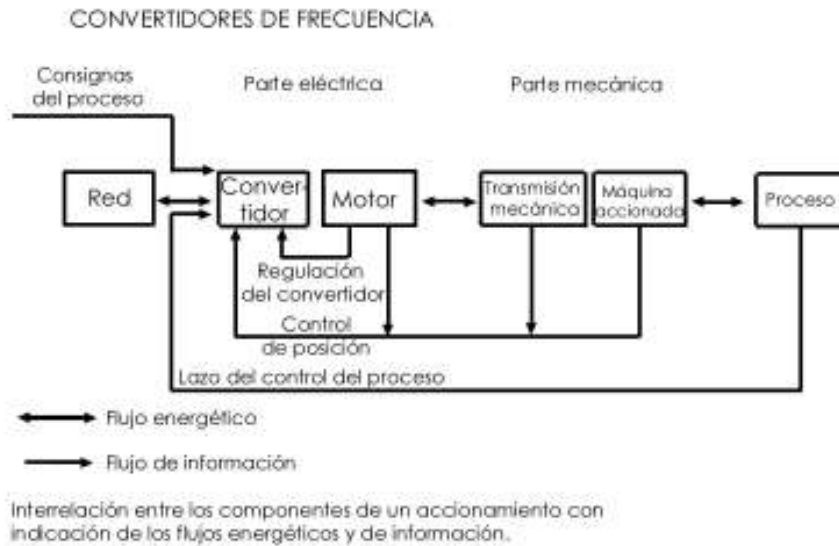 CONVERTIDORES DE FRECUENCIA
Consignas
del proceso
Parte eléctrica
Parte mecánica
Red
Conver-
tidor
Motor
Transmisión
mecánica
Máquina
accionada
Proceso
Regulación
del convertidor
Control
de posición
Lazo del control del proceso
Flujo energético
Flujo de información
Interrelación entre los componentes de un accionamiento con
indicación de los flujos energéticos y de información.